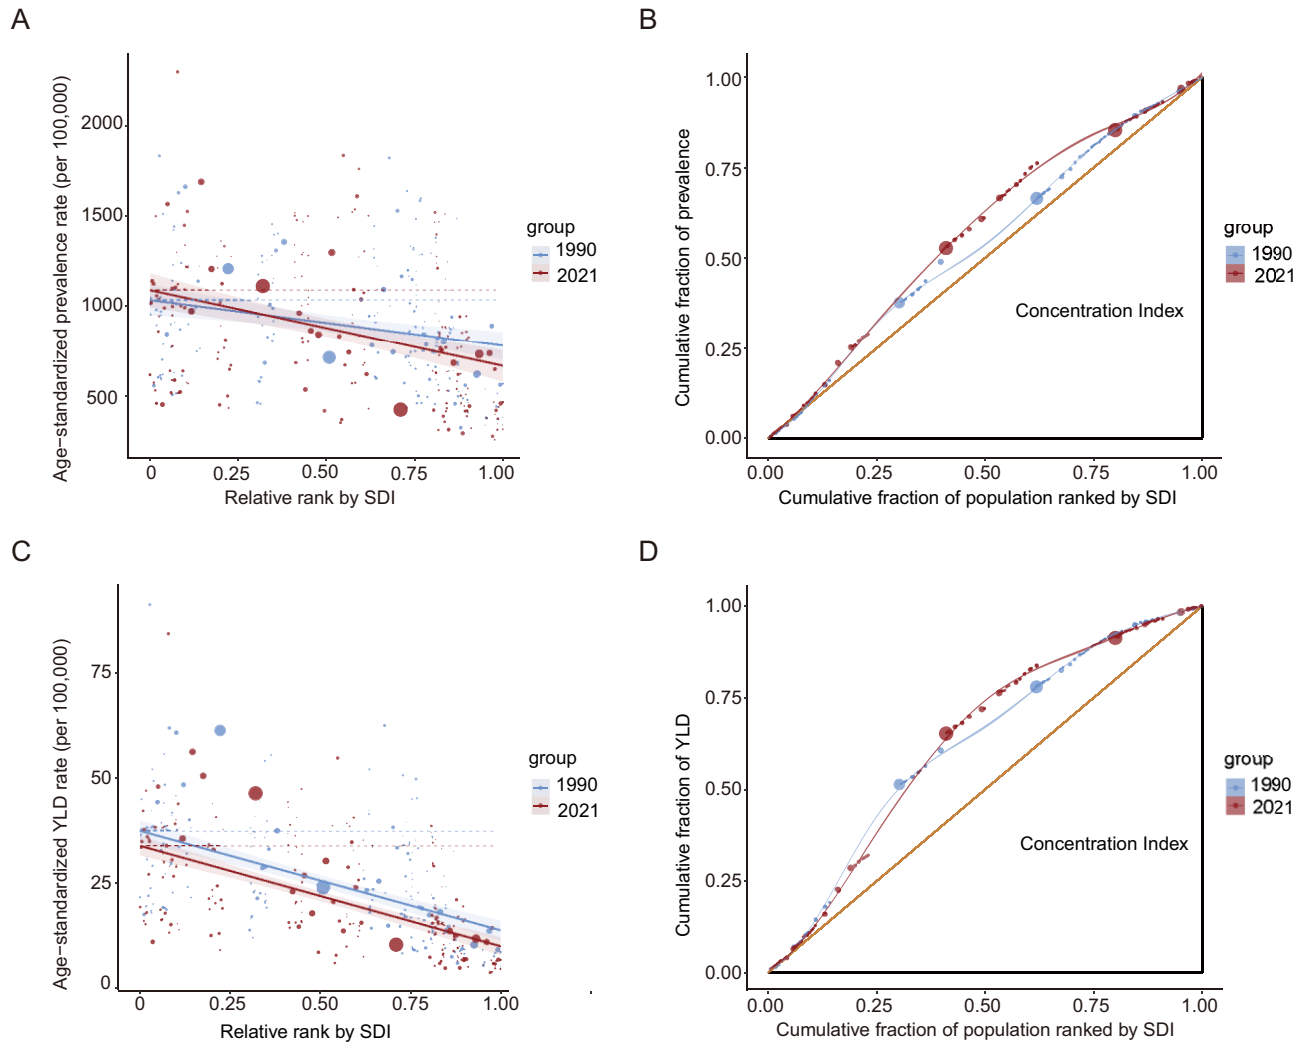 A
Age−standardized prevalence rate (per 100,000)
2000
1500
1000
500
0
0.25
0.50
0.75
1.00
Relative rank by SDI
group
1990
2021
B
Cumulative fraction of prevalence
1.00
0.75
0.50
0.25
0.00
0.00
0.25
0.50
0.75
1.00
Cumulative fraction of population ranked by SDI
Concentration Index
group
1990
2021
C
Age−standardized YLD rate (per 100,000)
75
50
25
0
0
0.25
0.50
0.75
1.00
Relative rank by SDI
group
1990
2021
D
Cumulative fraction of YLD
1.00
0.75
0.50
0.25
0.00
0.00
0.25
0.50
0.75
1.00
Cumulative fraction of population ranked by SDI
Concentration Index
group
1990
2021